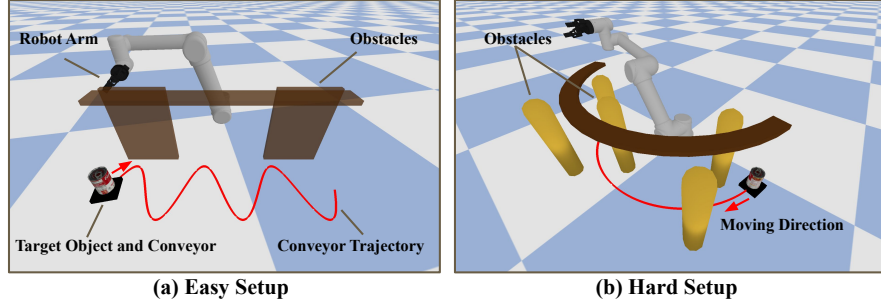 Robot Arm
Obstacles
Target Object and Conveyor
Conveyor Trajectory
(a) Easy Setup
Obstacles
Moving Direction
(b) Hard Setup